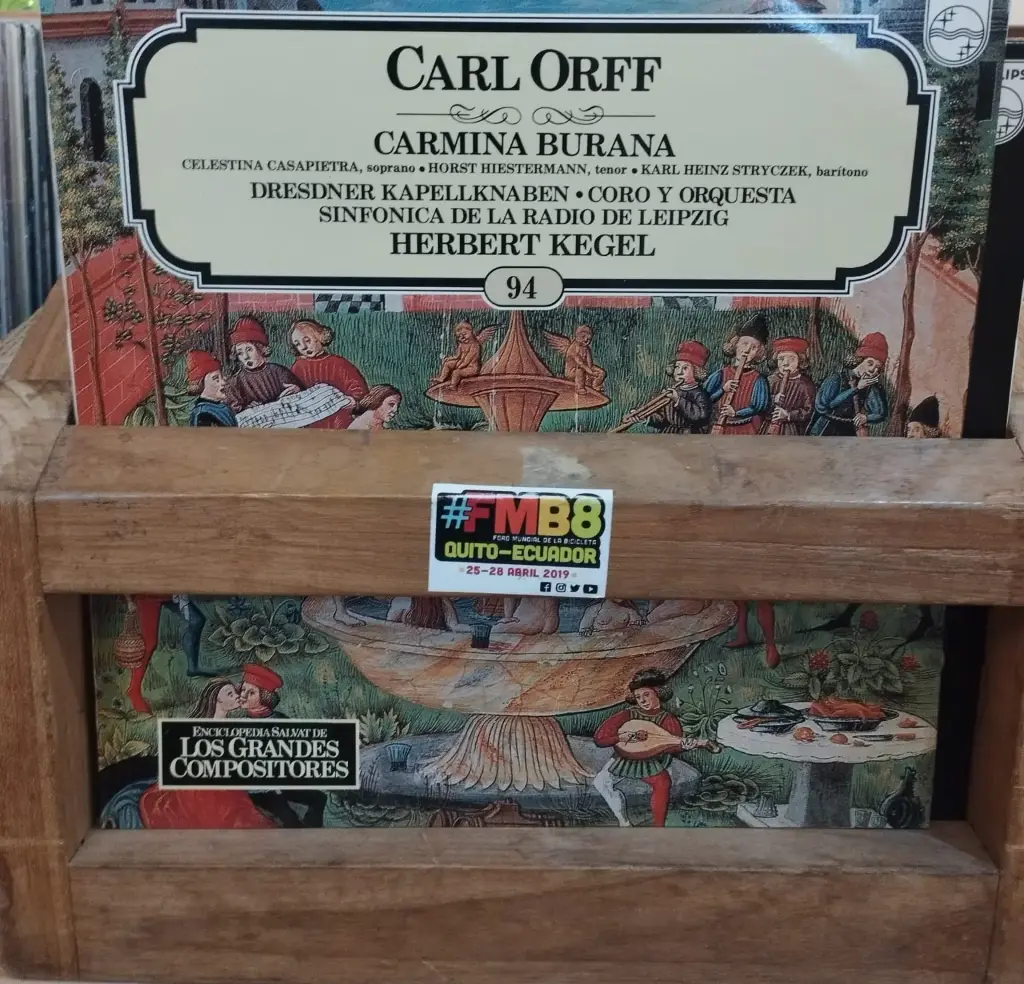 CARL ORFF
CARMINA BURANA
CELESTINA CASAPIETRA, soprano • HORST HIESTERMANN, tenor • KARL HEINZ STRYCZEK, barítono
DRESDNER KAPELLKNABEN • CORO Y ORQUESTA
SINFONICA DE LA RADIO DE LEIPZIG
HERBERT KEGEL
94
LIPS
#FMB8
FORO MUNDIAL DE LA BICICLETA
QUITO-ECUADOR
25-28 ABRIL 2019
ENCICLOPEDIA SALVAT DE
LOS GRANDES
COMPOSITORES